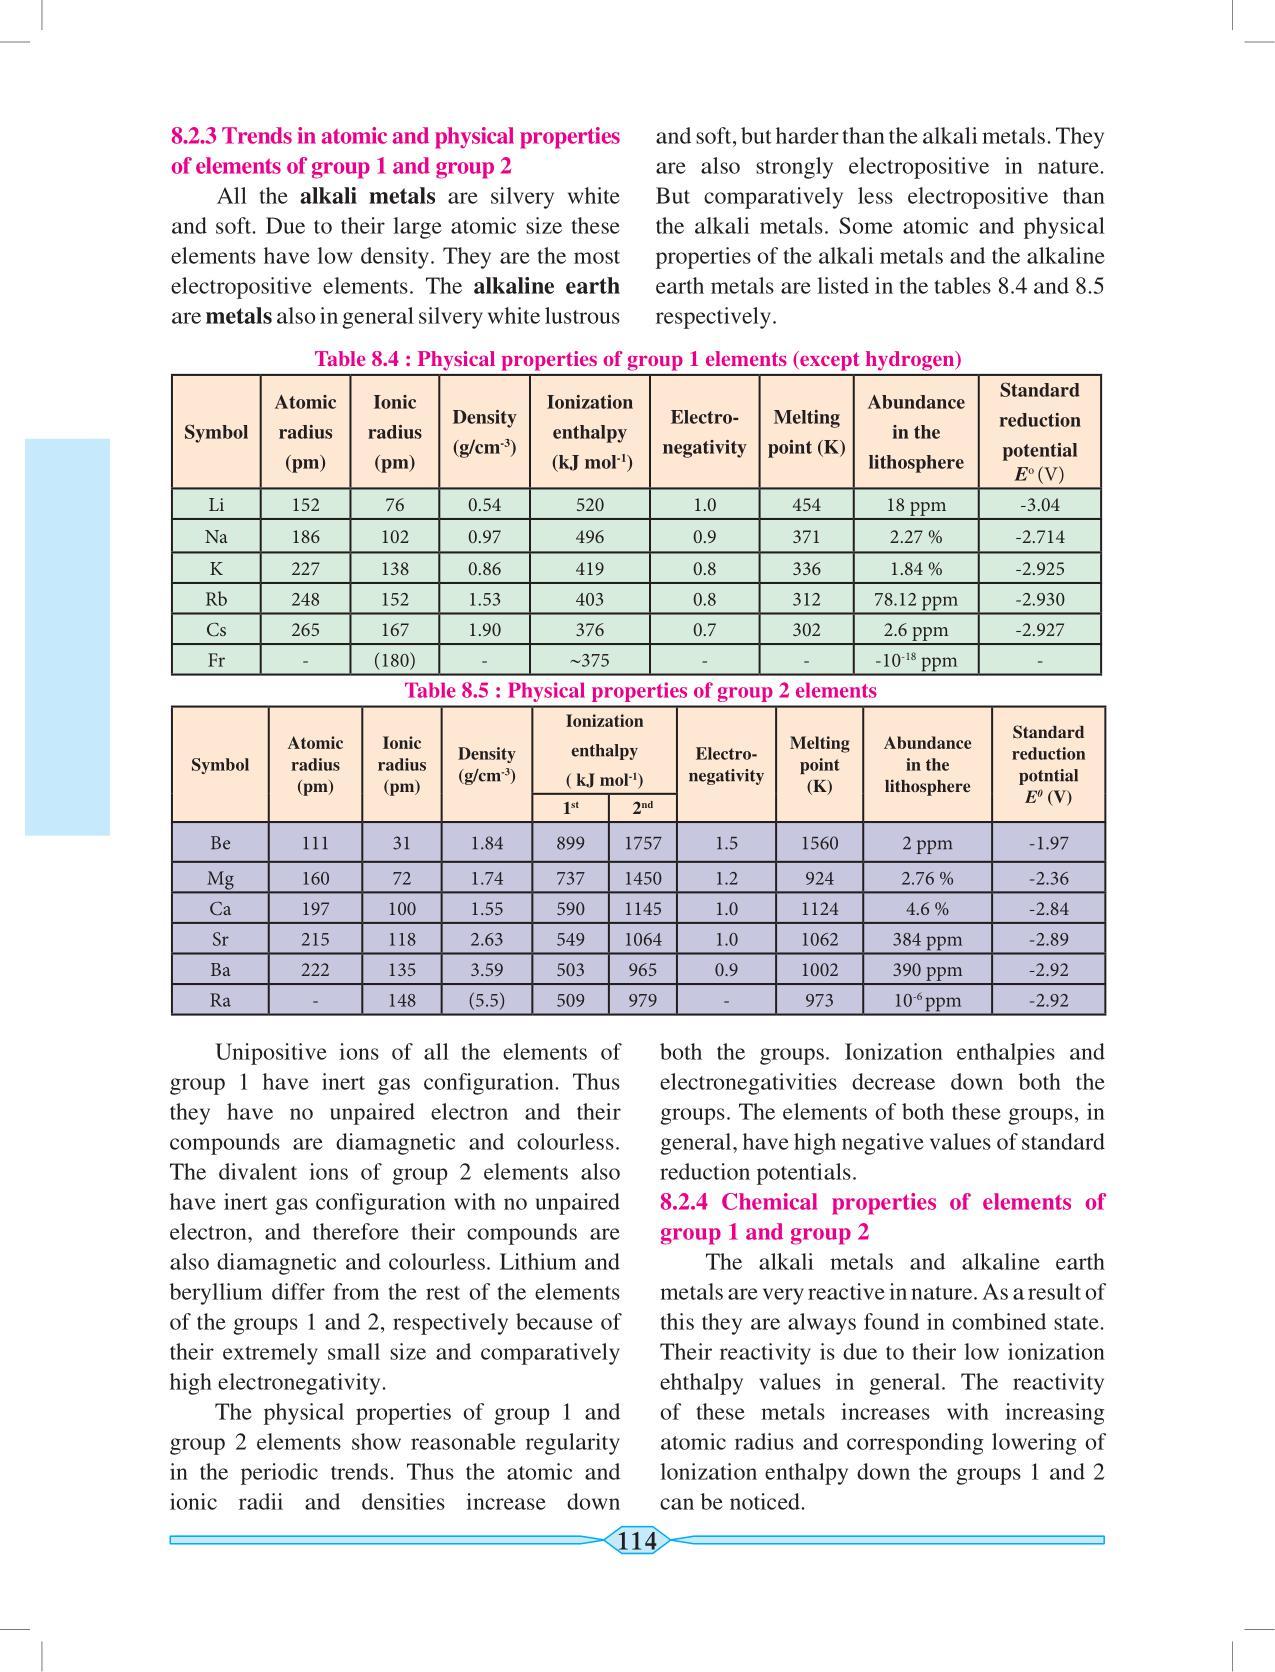 8.2.3 Trends in atomic and physical properties
of elements of group 1 and group 2
All the alkali metals are silvery white
and soft. Due to their large atomic size these
elements have low density. They are the most
electropositive elements. The alkaline earth
are metals also in general silvery white lustrous
and soft, but harder than the alkali metals. They
are also strongly electropositive in nature.
But comparatively less electropositive than
the alkali metals. Some atomic and physical
properties of the alkali metals and the alkaline
earth metals are listed in the tables 8.4 and 8.5
respectively.
Table 8.4 : Physical properties of group 1 elements (except hydrogen)
Symbol | Atomic radius (pm) | Ionic radius (pm) | Density (g/cm⁻³) | Ionization enthalpy (kJ mol⁻¹) | Electro-negativity | Melting point (K) | Abundance in the lithosphere | Standard reduction potential E° (V)
Li 152 76 0.54 520 1.0 454 18 ppm -3.04
Na 186 102 0.97 496 0.9 371 2.27 % -2.714
K 227 138 0.86 419 0.8 336 1.84 % -2.925
Rb 248 152 1.53 403 0.8 312 78.12 ppm -2.930
Cs 265 167 1.90 376 0.7 302 2.6 ppm -2.927
Fr - (180) - ~375 - - -10⁻¹⁸ ppm -
Table 8.5 : Physical properties of group 2 elements
Symbol | Atomic radius (pm) | Ionic radius (pm) | Density (g/cm⁻³) | Ionization enthalpy ( kJ mol⁻¹) 1st 2nd | Electro-negativity | Melting point (K) | Abundance in the lithosphere | Standard reduction potntial E⁰ (V)
Be 111 31 1.84 899 1757 1.5 1560 2 ppm -1.97
Mg 160 72 1.74 737 1450 1.2 924 2.76 % -2.36
Ca 197 100 1.55 590 1145 1.0 1124 4.6 % -2.84
Sr 215 118 2.63 549 1064 1.0 1062 384 ppm -2.89
Ba 222 135 3.59 503 965 0.9 1002 390 ppm -2.92
Ra - 148 (5.5) 509 979 - 973 10⁻⁶ ppm -2.92
Unipositive ions of all the elements of
group 1 have inert gas configuration. Thus
they have no unpaired electron and their
compounds are diamagnetic and colourless.
The divalent ions of group 2 elements also
have inert gas configuration with no unpaired
electron, and therefore their compounds are
also diamagnetic and colourless. Lithium and
beryllium differ from the rest of the elements
of the groups 1 and 2, respectively because of
their extremely small size and comparatively
high electronegativity.
The physical properties of group 1 and
group 2 elements show reasonable regularity
in the periodic trends. Thus the atomic and
ionic radii and densities increase down
both the groups. Ionization enthalpies and
electronegativities decrease down both the
groups. The elements of both these groups, in
general, have high negative values of standard
reduction potentials.
8.2.4 Chemical properties of elements of
group 1 and group 2
The alkali metals and alkaline earth
metals are very reactive in nature. As a result of
this they are always found in combined state.
Their reactivity is due to their low ionization
ehthalpy values in general. The reactivity
of these metals increases with increasing
atomic radius and corresponding lowering of
lonization enthalpy down the groups 1 and 2
can be noticed.
114